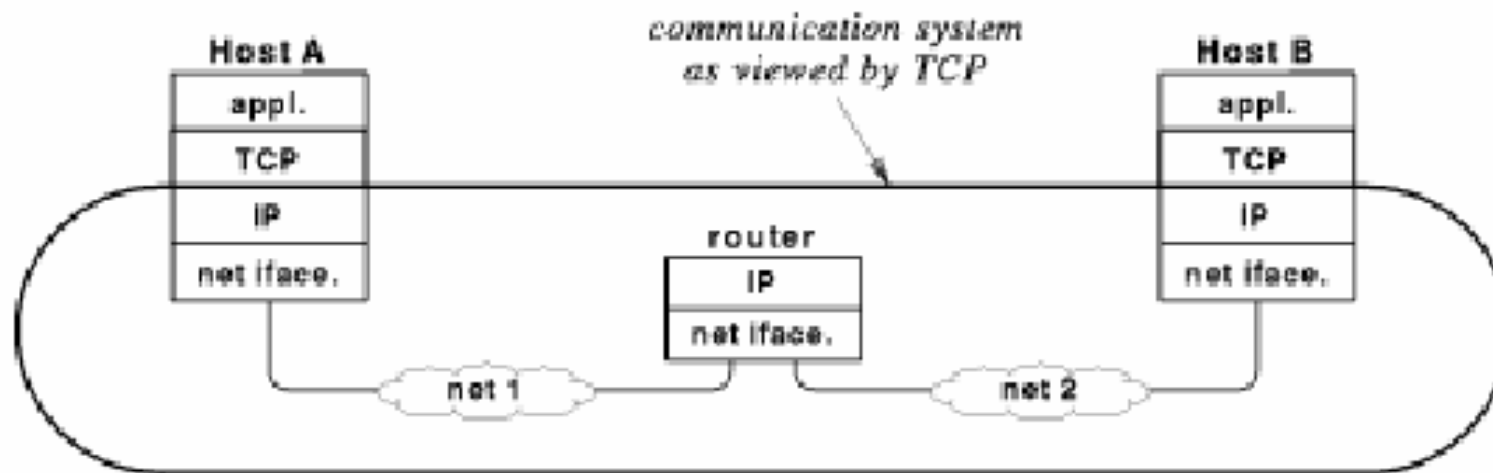 communication system
as viewed by TCP
Host A
appl.
TCP
IP
net iface.
Host B
appl.
TCP
IP
net iface.
router
IP
net iface.
net 1
net 2